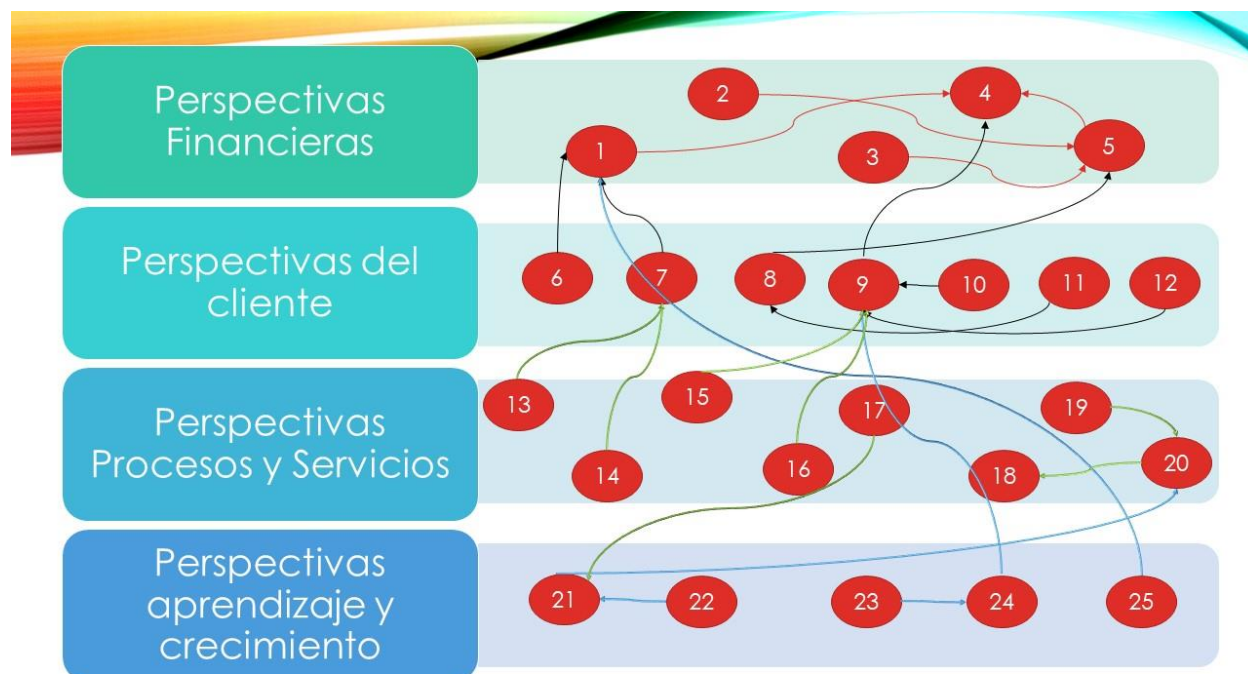 Perspectivas
Financieras
2
4
1
3
5
Perspectivas del
cliente
6
7
8
9
10
11
12
Perspectivas
Procesos y Servicios
13
15
17
19
14
16
18
20
Perspectivas
aprendizaje y
crecimiento
21
22
23
24
25